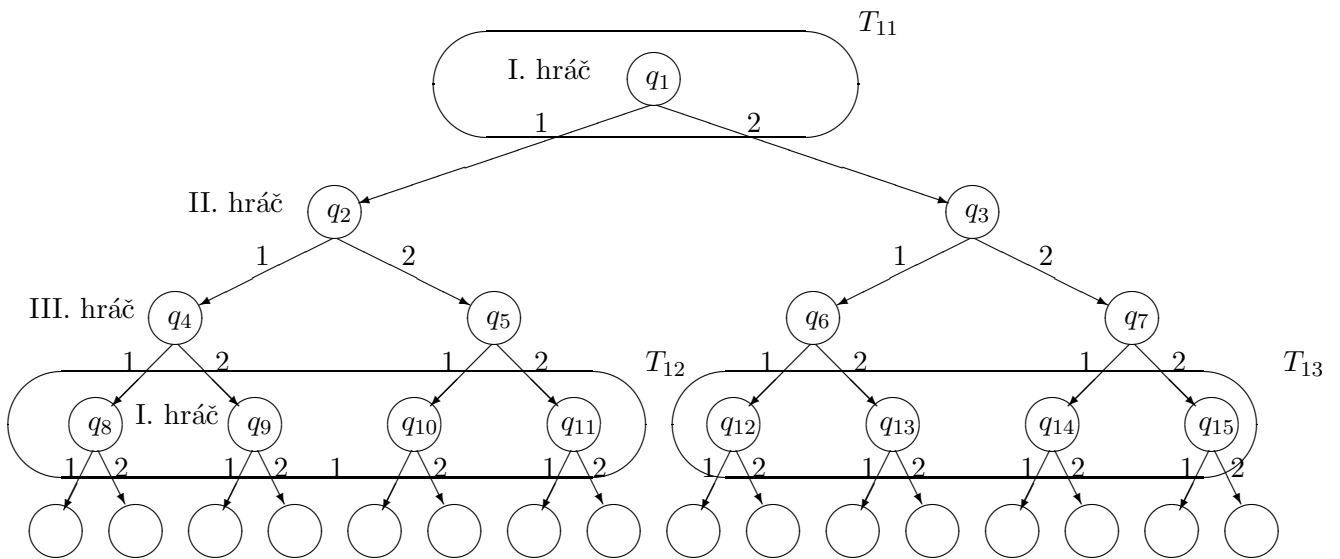 T₁₁
I. hráč q₁
1 2
II. hráč q₂ q₃
1 2 1 2
III. hráč q₄ q₅ q₆ q₇
1 2 1 2 T₁₂ 1 2 1 2 T₁₃
q₈ I. hráč q₉ q₁₀ q₁₁ q₁₂ q₁₃ q₁₄ q₁₅
1 2 1 2 1 2 1 2 1 2 1 2 1 2 1 2